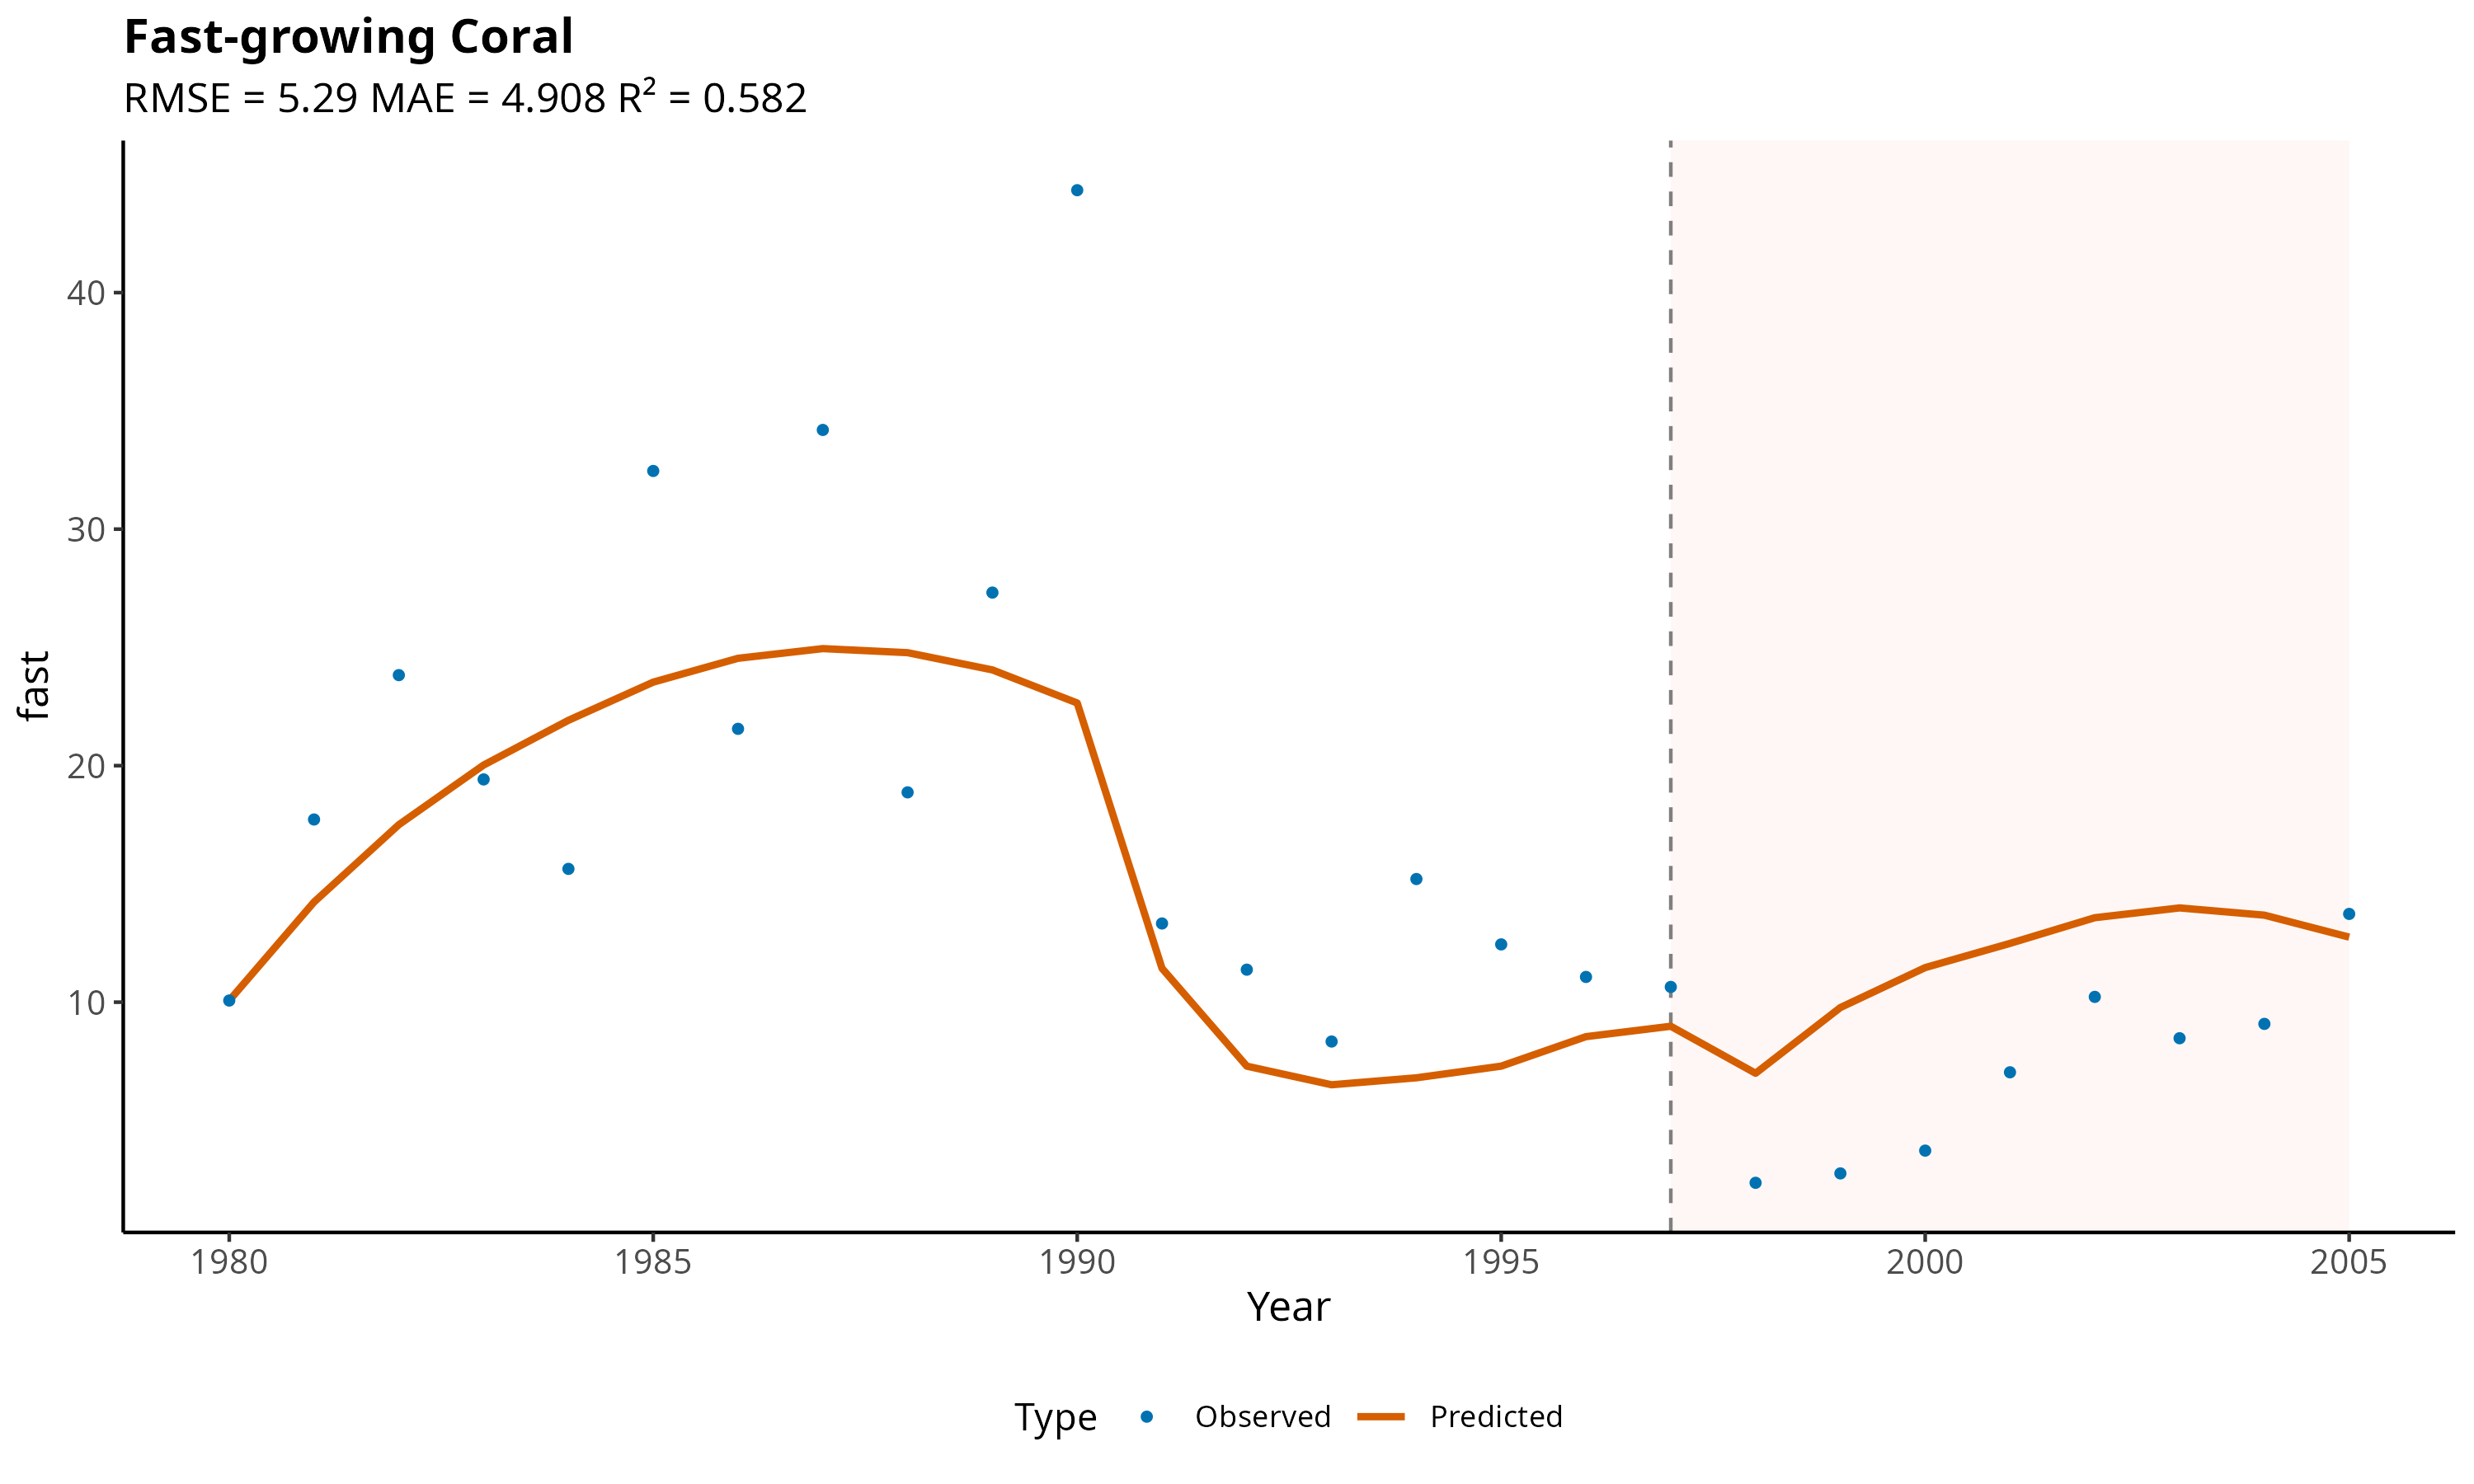 Fast-growing Coral
RMSE = 5.29 MAE = 4.908 R² = 0.582
fast
40
30
20
10
1980 1985 1990 1995 2000 2005
Year
Type Observed Predicted